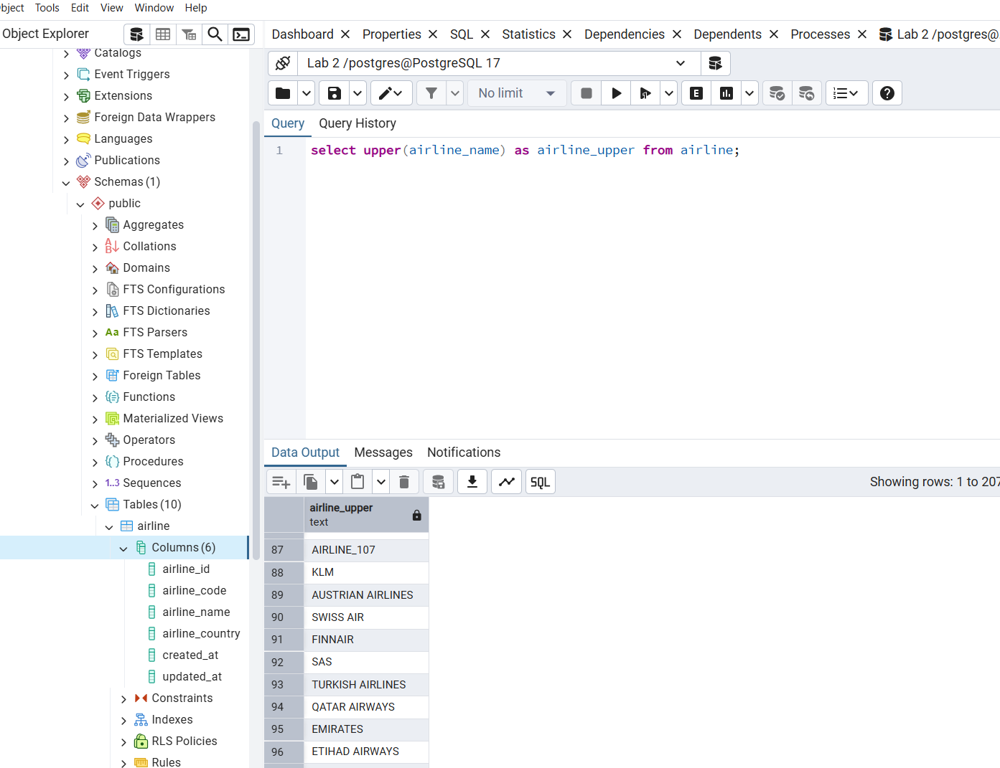 bject Tools Edit View Window Help
Object Explorer
Dashboard Properties SQL Statistics Dependencies Dependents Processes Lab 2 /postgres@
Catalogs
Event Triggers
Extensions
Foreign Data Wrappers
Languages
Publications
Schemas (1)
public
Aggregates
Collations
Domains
FTS Configurations
FTS Dictionaries
Aa FTS Parsers
FTS Templates
Foreign Tables
Functions
Materialized Views
Operators
Procedures
1..3 Sequences
Tables (10)
airline
Columns (6)
airline_id
airline_code
airline_name
airline_country
created_at
updated_at
Constraints
Indexes
RLS Policies
Rules
Lab 2 /postgres@PostgreSQL 17
No limit
E
Query Query History
1 select upper(airline_name) as airline_upper from airline;
Data Output Messages Notifications
SQL
Showing rows: 1 to 207
airline_upper
text
87 AIRLINE_107
88 KLM
89 AUSTRIAN AIRLINES
90 SWISS AIR
91 FINNAIR
92 SAS
93 TURKISH AIRLINES
94 QATAR AIRWAYS
95 EMIRATES
96 ETIHAD AIRWAYS